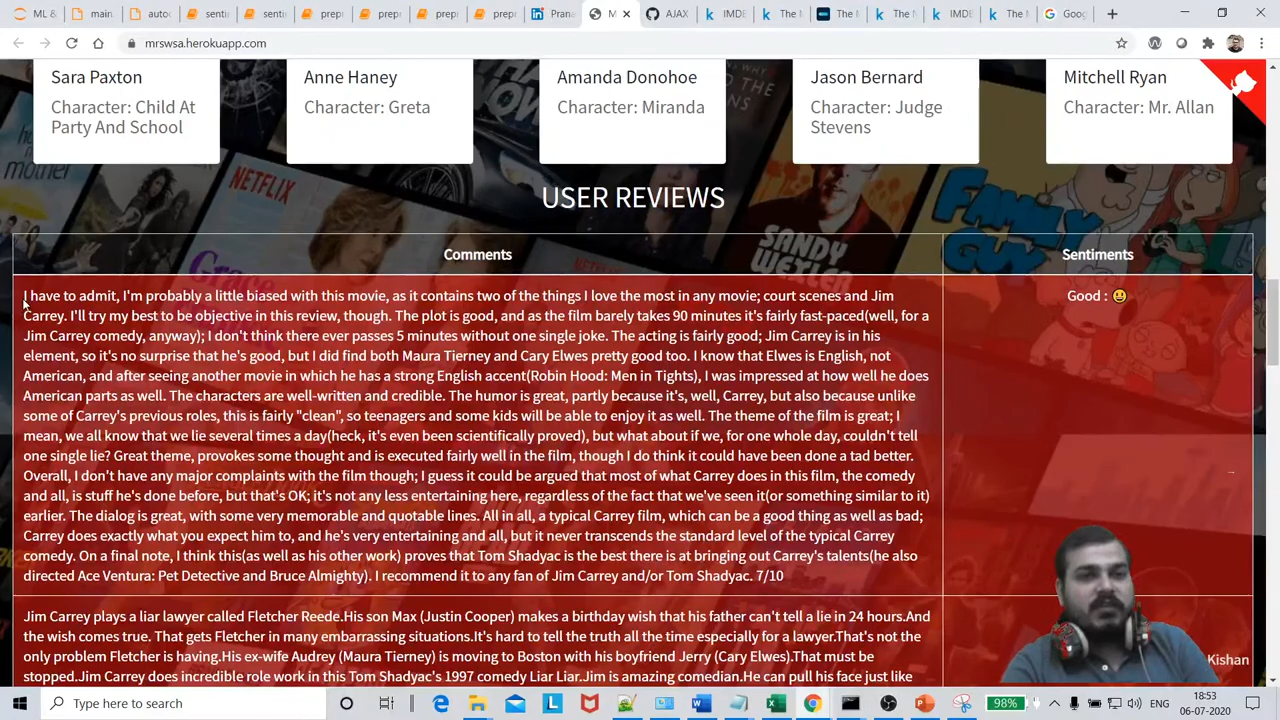 mati
mati
autor
senti
senti
prepr
prepr
prepr
Prana
M
AJAX
IMDE
The M
The M
The M
IMDE
The M
Goog
mrswsa.herokuapp.com
Sara Paxton
Character: Child At
Party And School
Anne Haney
Character: Greta
Amanda Donohoe
Character: Miranda
Jason Bernard
Character: Judge
Stevens
Mitchell Ryan
Character: Mr. Allan
NETFLIX
SANDY
WEXLER
FAMILY
GUY
USER REVIEWS
Comments
Sentiments
I have to admit, I'm probably a little biased with this movie, as it contains two of the things I love the most in any movie; court scenes and Jim
Carrey. I'll try my best to be objective in this review, though. The plot is good, and as the film barely takes 90 minutes it's fairly fast-paced(well, for a
Jim Carrey comedy, anyway); I don't think there ever passes 5 minutes without one single joke. The acting is fairly good; Jim Carrey is in his
element, so it's no surprise that he's good, but I did find both Maura Tierney and Cary Elwes pretty good too. I know that Elwes is English, not
American, and after seeing another movie in which he has a strong English accent(Robin Hood: Men in Tights), I was impressed at how well he does
American parts as well. The characters are well-written and credible. The humor is great, partly because it's, well, Carrey, but also because unlike
some of Carrey's previous roles, this is fairly "clean", so teenagers and some kids will be able to enjoy it as well. The theme of the film is great; I
mean, we all know that we lie several times a day(heck, it's even been scientifically proved), but what about if we, for one whole day, couldn't tell
one single lie? Great theme, provokes some thought and is executed fairly well in the film, though I do think it could have been done a tad better.
Overall, I don't have any major complaints with the film though; I guess it could be argued that most of what Carrey does in this film, the comedy
and all, is stuff he's done before, but that's OK; it's not any less entertaining here, regardless of the fact that we've seen it(or something similar to it)
earlier. The dialog is great, with some very memorable and quotable lines. All in all, a typical Carrey film, which can be a good thing as well as bad;
Carrey does exactly what you expect him to, and he's very entertaining and all, but it never transcends the standard level of the typical Carrey
comedy. On a final note, I think this(as well as his other work) proves that Tom Shadyac is the best there is at bringing out Carrey's talents(he also
directed Ace Ventura: Pet Detective and Bruce Almighty). I recommend it to any fan of Jim Carrey and/or Tom Shadyac. 7/10
Good : 😀
Jim Carrey plays a liar lawyer called Fletcher Reede.His son Max (Justin Cooper) makes a birthday wish that his father can't tell a lie in 24 hours.And
the wish comes true. That gets Fletcher in many embarrassing situations.It's hard to tell the truth all the time especially for a lawyer.That's not the
only problem Fletcher is having.His ex-wife Audrey (Maura Tierney) is moving to Boston with his boyfriend Jerry (Cary Elwes).That must be
stopped.Jim Carrey does incredible role work in this Tom Shadyac's 1997 comedy Liar Liar.Jim is amazing comedian.He can pull his face just like
Kishan
Type here to search
98%
ENG
18:53
06-07-2020